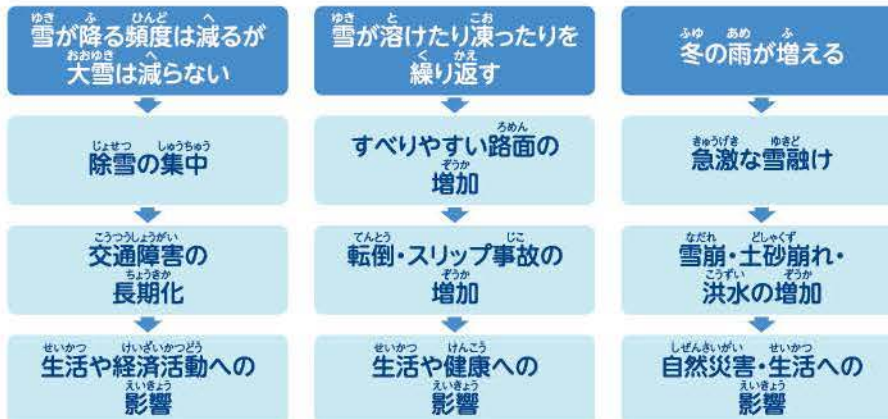 雪が降る頻度は減るが
大雪は減らない
除雪の集中
交通障害の
長期化
生活や経済活動への
影響
雪が溶けたり凍ったりを
繰り返す
すべりやすい路面の
増加
転倒・スリップ事故の
増加
生活や健康への
影響
冬の雨が増える
急激な雪融け
雪崩・土砂崩れ・
洪水の増加
自然災害・生活への
影響